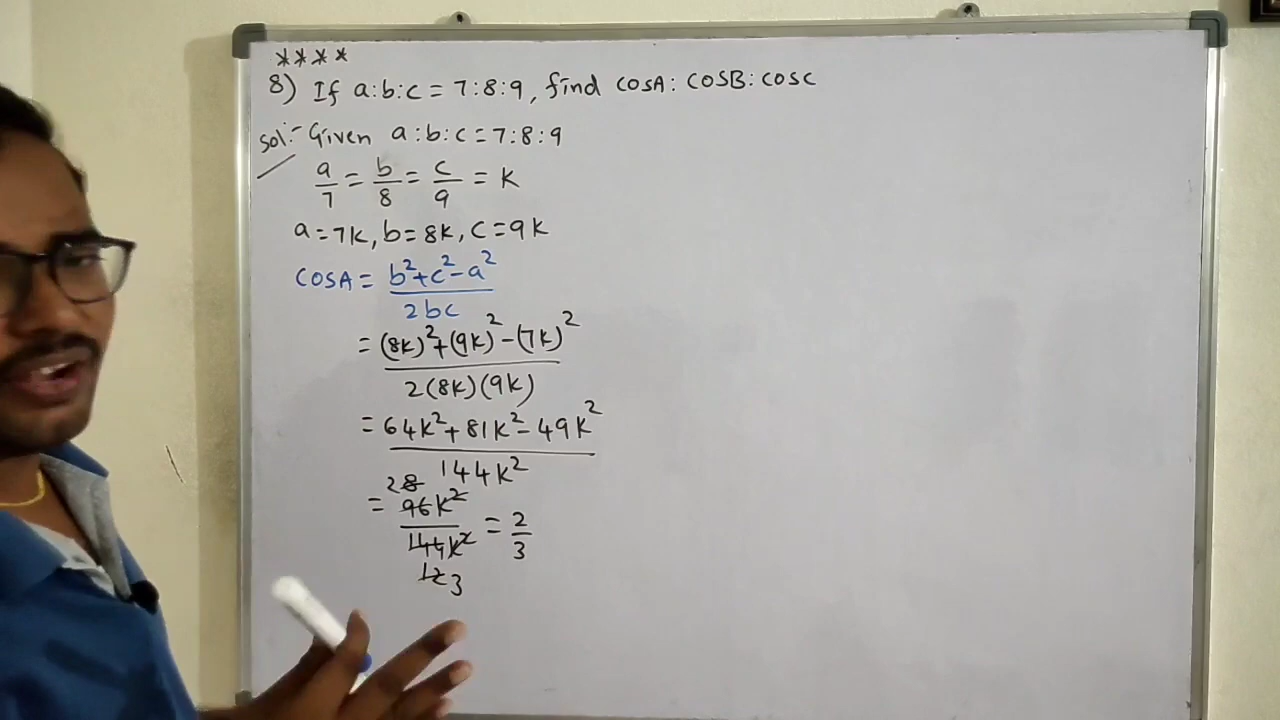 ****
8) If a:b:c = 7:8:9, find cosA: cosB: cosc
Sol:- Given a:b:c = 7:8:9
a/7 = b/8 = c/9 = K
a = 7K, b = 8K, c = 9K
cosA = b²+c²-a² / 2bc
= (8K)²+(9K)²-(7K)² / 2(8K)(9K)
= 64K²+81K²-49K² / 144K²
2 8
= 96K² / 144K² = 2/3
12 3